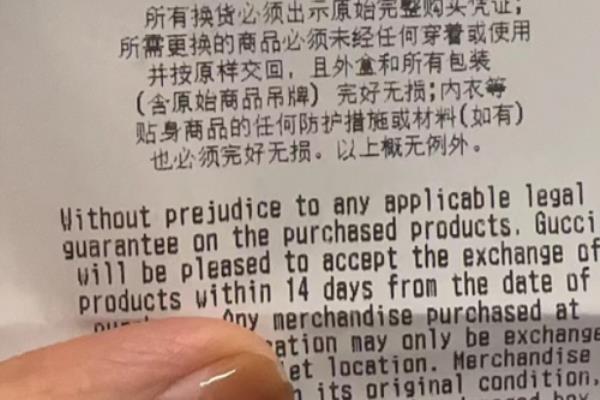 所有换货必须出示原始完整购买凭证；
所需更换的商品必须未经任何穿着或使用
并按原样交回，且外盒和所有包装
(含原始商品吊牌) 完好无损;内衣等
贴身商品的任何防护措施或材料(如有)
也必须完好无损。以上概无例外。
Without prejudice to any applicable legal
guarantee on the purchased products. Gucci
will be pleased to accept the exchange of
products within 14 days from the date of
Any merchandise purchased at
may only be exchange
location. Merchandise
its original condition,